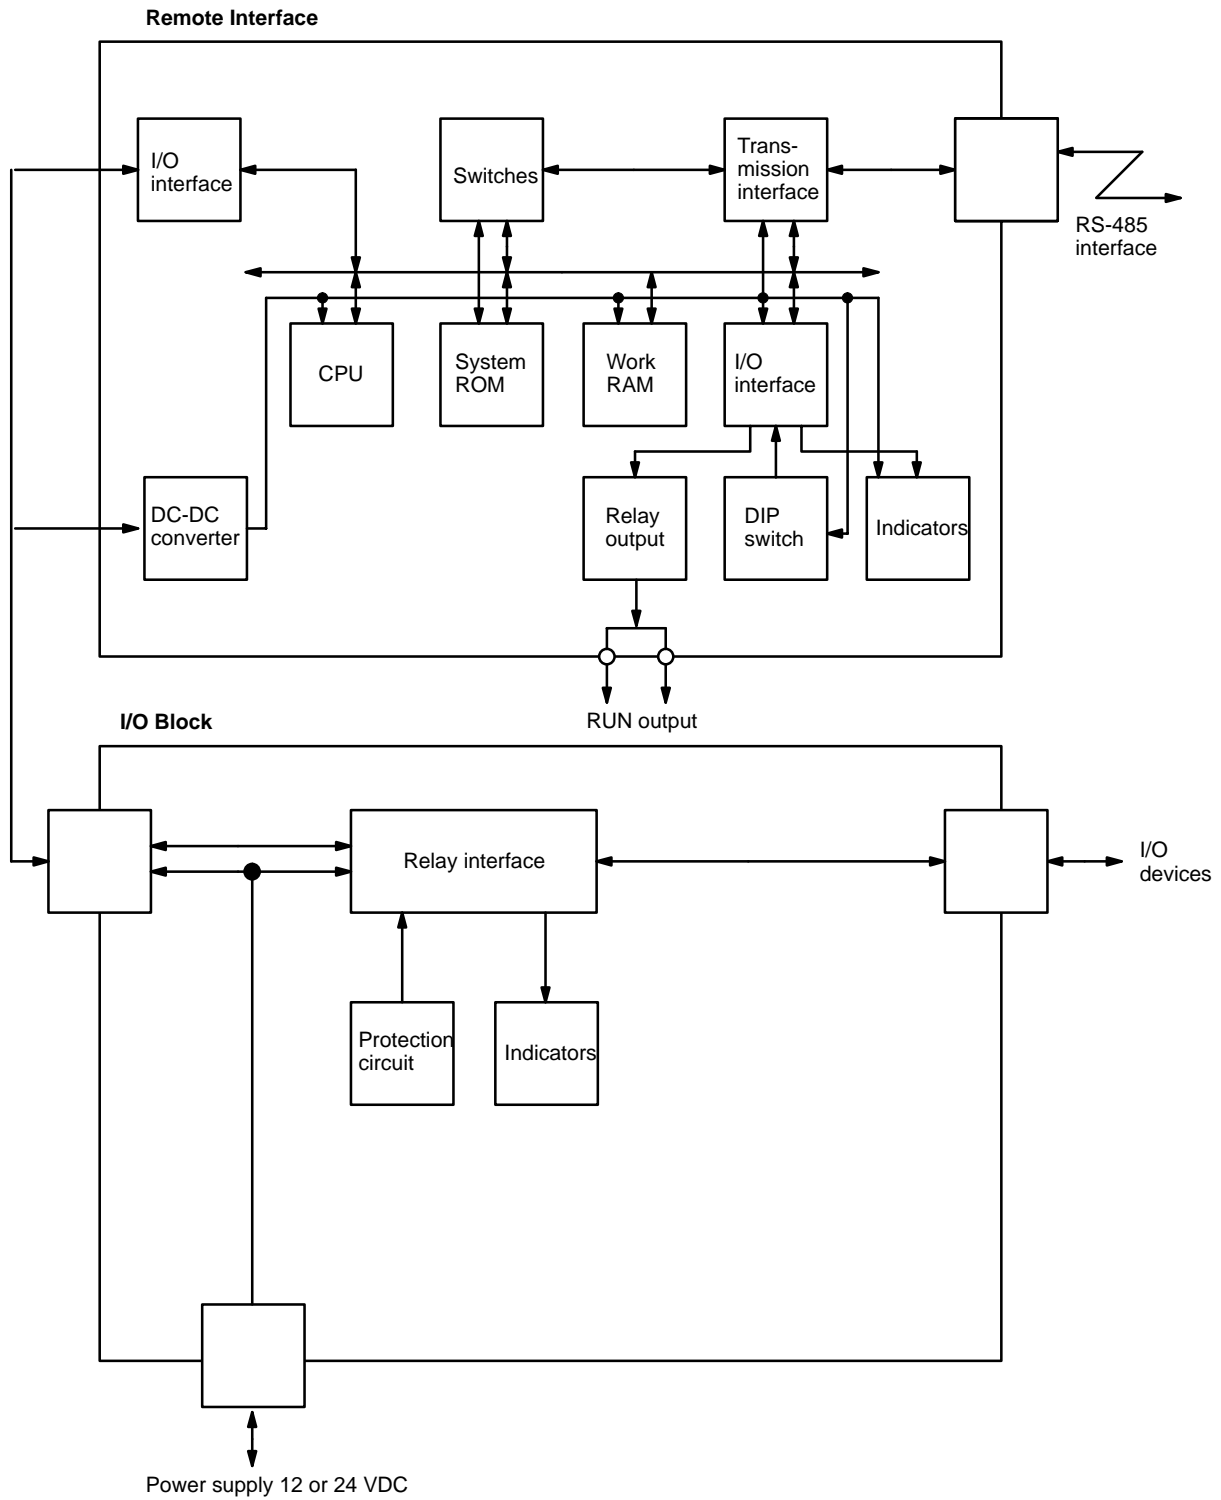 Remote Interface
I/O
interface
Switches
Trans-
mission
interface
RS-485
interface
CPU
System
ROM
Work
RAM
I/O
interface
DC-DC
converter
Relay
output
DIP
switch
Indicators
RUN output
I/O Block
Relay interface
I/O
devices
Protection
circuit
Indicators
Power supply 12 or 24 VDC